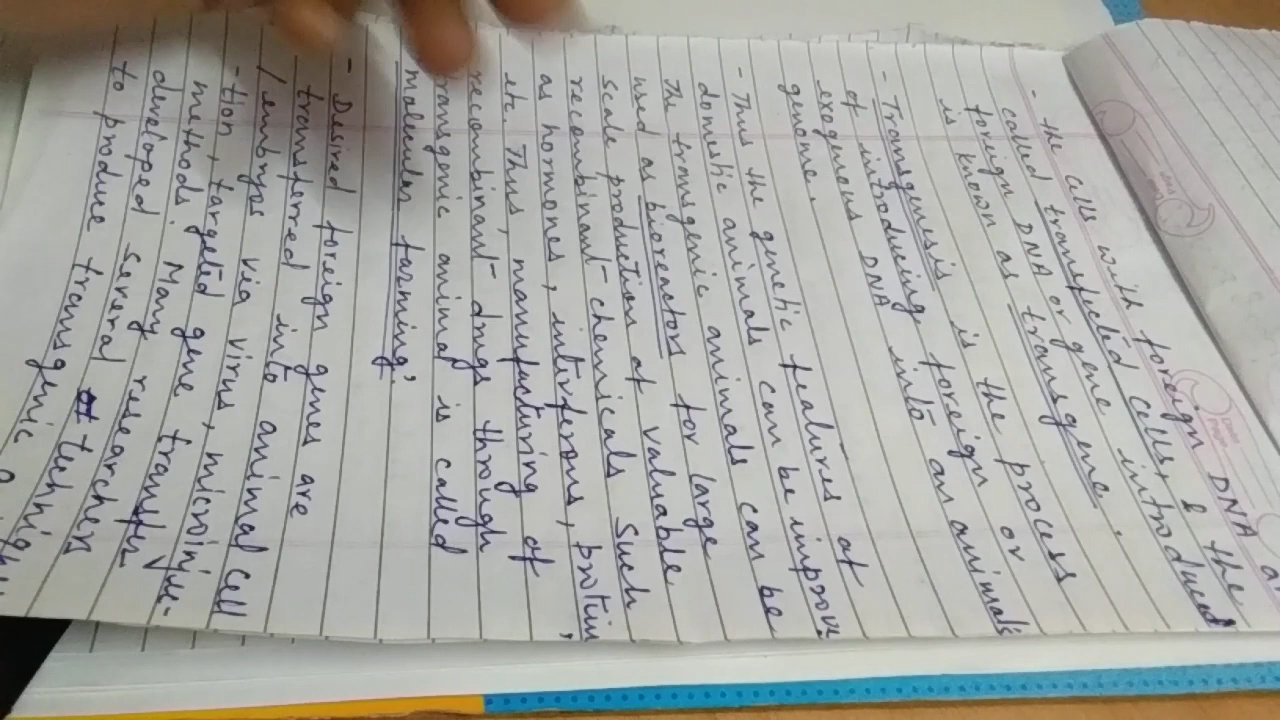 - the cells with foreign DNA a
called transfected cells & the
foreign DNA or gene introduced
is known as transgene.
- Transgenesis is the process
of introducing foreign or
exogenous DNA into an animals
genome.
- Thus the genetic features of
domestic animals can be improve
The transgenic animals can be
used as bioreactors for large
scale productions of valuable
recombinant chemicals such
as hormones, interferons, protein,
etc. Thus, manufacturing of
recombinant drugs through
transgenic animal is called
molecular farming'.
- Desired foreign genes are
transferred into animal cell
/ embryos via virus, microinjec-
-tion, targeted gene transfer
methods. Many researchers
developed several techers
to produce transgenic